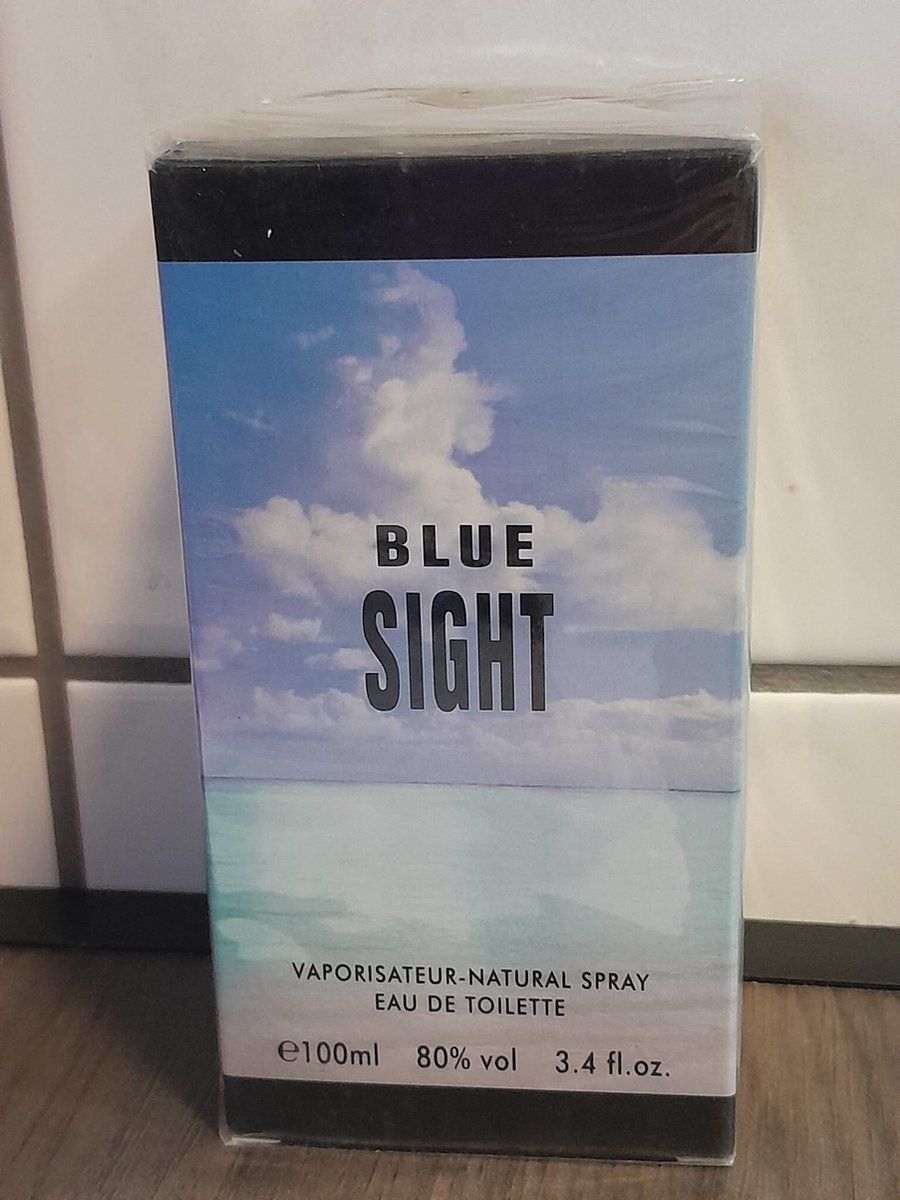 BLUE
SIGHT
VAPORISATEUR-NATURAL SPRAY
EAU DE TOILETTE
℮100ml 80% vol 3.4 fl.oz.